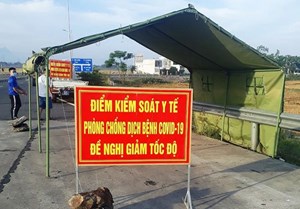 ĐIỂM KIỂM SOÁT Y TẾ
PHÒNG CHỐNG DỊCH BỆNH COVID-19
ĐỀ NGHỊ GIẢM TỐC ĐỘ